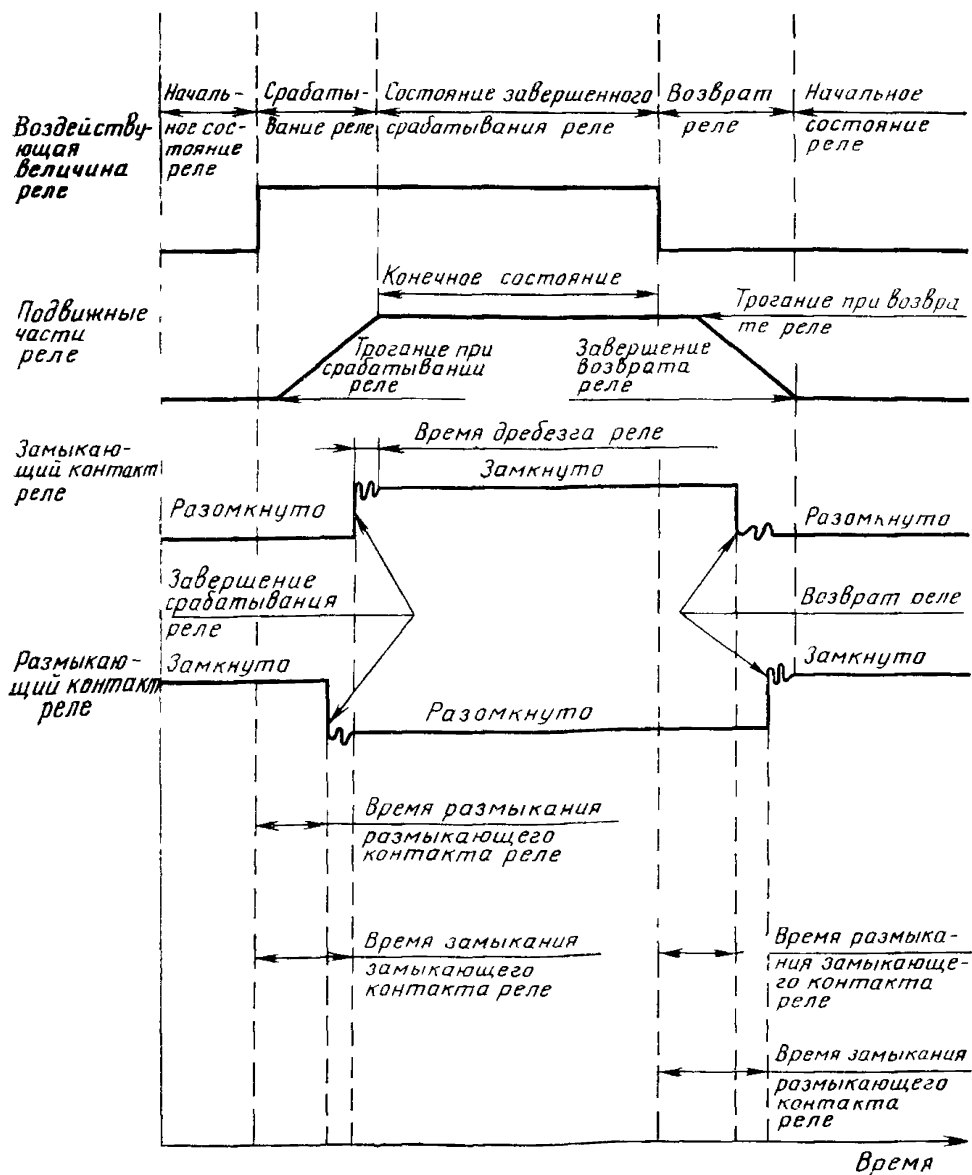 Началь-
ное сос-
тояние
реле
Срабаты-
вание реле
Состояние завершенного
срабатывания реле
Возврат
реле
Начальное
состояние
реле
Воздейству-
ющая
величина
реле
Конечное состояние
Подвижные
части
реле
Трогание при
срабатывании
реле
Завершение
возврата
реле
Трогание при возвра
те реле
Замыкаю-
щий контакт
реле
Время дребезга реле
Разомкнуто
Замкнуто
Разомкнуто
Завершение
срабатывания
реле
Возврат реле
Размыкаю-
щий контакт
реле
Замкнуто
Разомкнуто
Замкнуто
Время размыкания
размыкающего
контакта реле
Время замыкания
замыкающего
контакта реле
Время размыка-
ния замыкающе-
го контакта
реле
Время замыкания
размыкающего
контакта
реле
Время